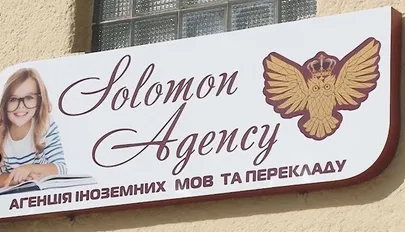 Solomon
Agency
АГЕНЦІЯ ІНОЗЕМНИХ МОВ ТА ПЕРЕКЛАДУ